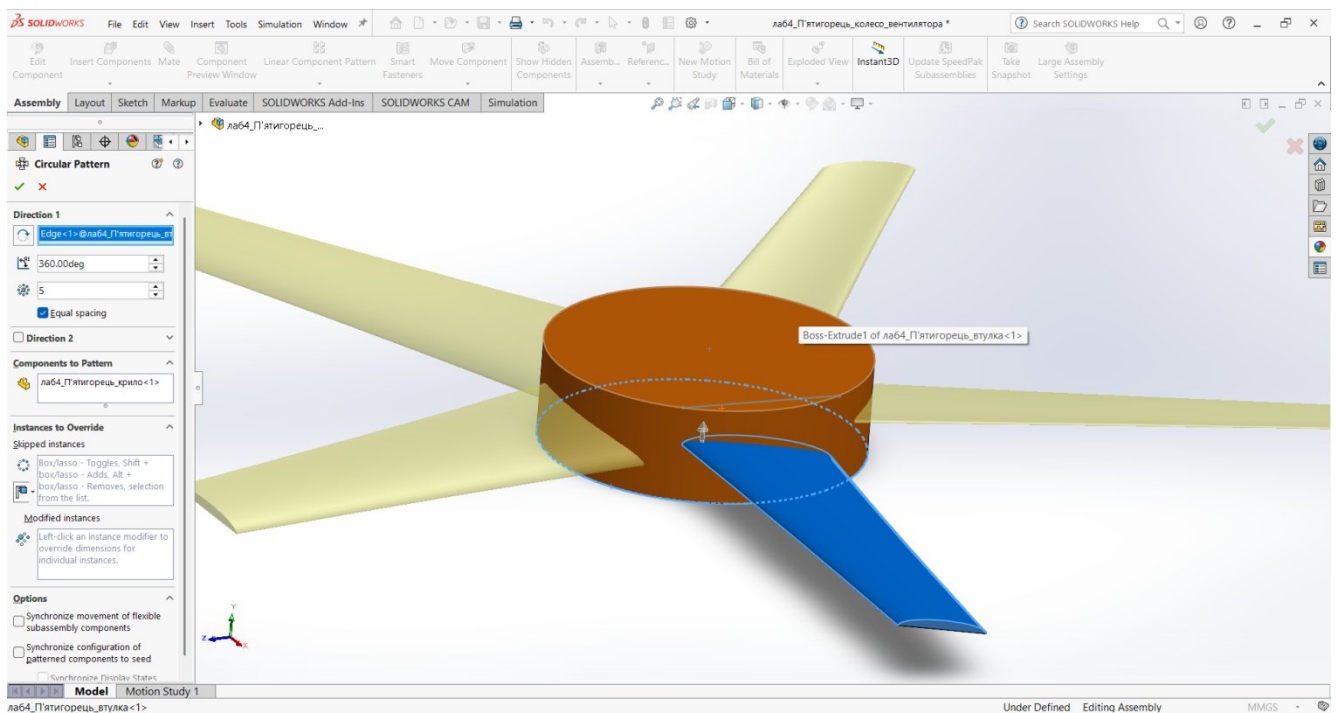 SOLIDWORKS File Edit View Insert Tools Simulation Window лаб4_П'ятигорець_колесо_вентилятора * Search SOLIDWORKS Help
Edit Component Insert Components Mate Component Preview Window Linear Component Pattern Smart Fasteners Move Component Show Hidden Components Assemb... Referenc... New Motion Study Bill of Materials Exploded View Instant3D Update SpeedPak Subassemblies Take Snapshot Large Assembly Settings
Assembly Layout Sketch Markup Evaluate SOLIDWORKS Add-Ins SOLIDWORKS CAM Simulation
лаб4_П'ятигорець_...
Circular Pattern
Direction 1
Edge<1>@лаб4_П'ятигорець_вт
360.00deg
5
Equal spacing
Direction 2
Components to Pattern
лаб4_П'ятигорець_крило<1>
Instances to Override
Skipped instances
Box/lasso - Toggles, Shift +
box/lasso - Adds, Alt +
box/lasso - Removes, selection
from the list.
Modified instances
Left-click an instance modifier to
override dimensions for
individual instances.
Options
Synchronize movement of flexible
subassembly components
Synchronize configuration of
patterned components to seed
Synchronize Display States
Boss-Extrude1 of лаб4_П'ятигорець_втулка<1>
Y
Z
X
Model Motion Study 1
лаб4_П'ятигорець_втулка<1> Under Defined Editing Assembly MMGS